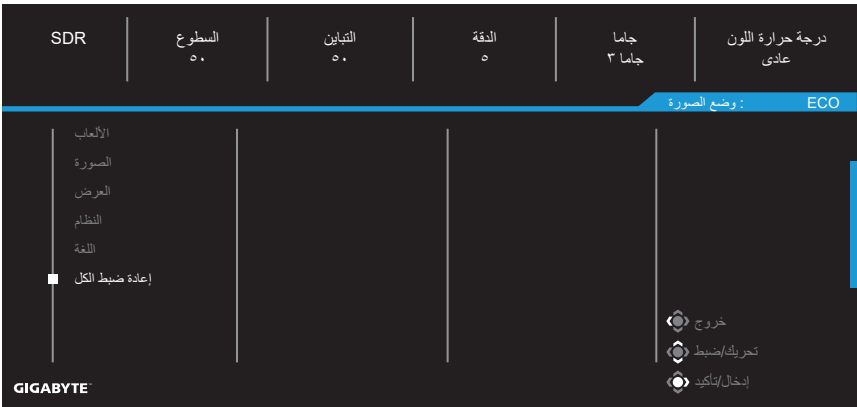 SDR
السطوع
٥٠
التباين
٥٠
الدقة
٥
جاما
جاما ٣
درجة حرارة اللون
عادى
وضع الصورة : ECO
الألعاب
الصورة
العرض
النظام
اللغة
إعادة ضبط الكل
خروج
تحريك/ضبط
إدخال/تأكيد
GIGABYTE™